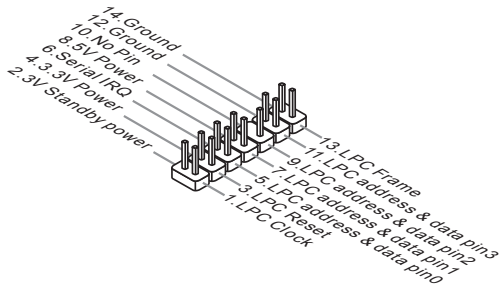 14.Ground
12.Ground
10.No Pin
8.5V Power
6.Serial IRQ
4.3.3V Power
2.3V Standby power
13.LPC Frame
11.LPC address & data pin3
9.LPC address & data pin2
7.LPC address & data pin1
5.LPC address & data pin0
3.LPC Reset
1.LPC Clock